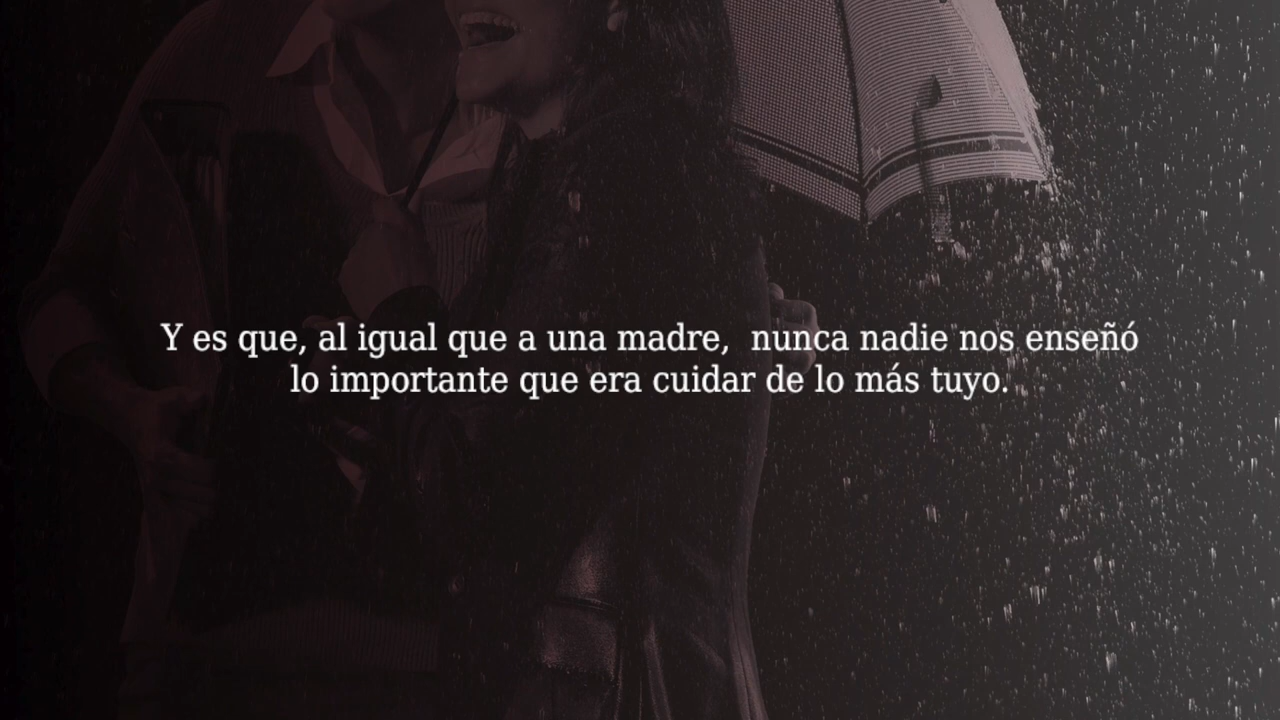 Y es que, al igual que a una madre,  nunca nadie nos enseñó
lo importante que era cuidar de lo más tuyo.